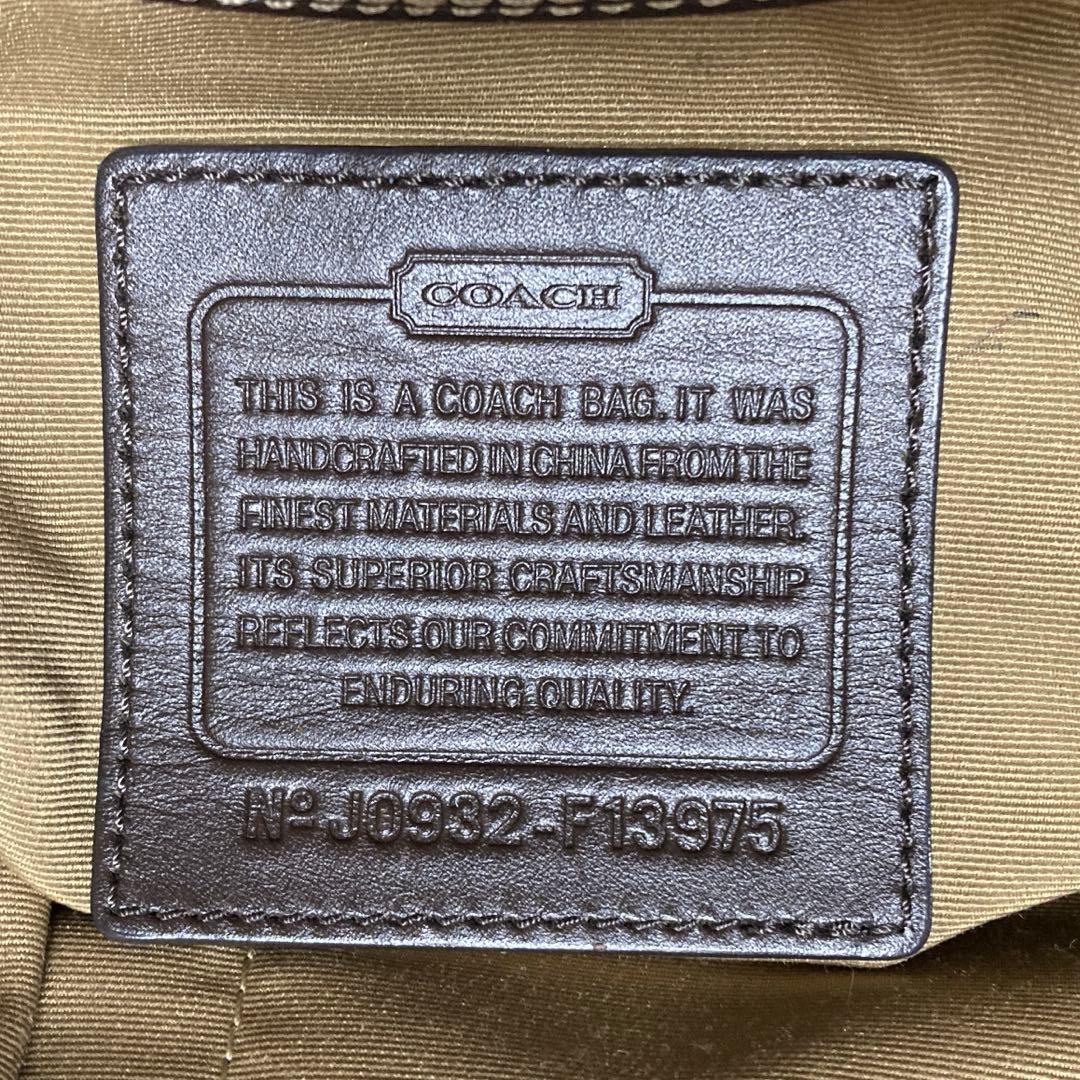 COACH
THIS IS A COACH BAG. IT WAS
HANDCRAFTED IN CHINA FROM THE
FINEST MATERIALS AND LEATHER.
ITS SUPERIOR CRAFTSMANSHIP
REFLECTS OUR COMMITMENT TO
ENDURING QUALITY.
Nº J0932-F13975